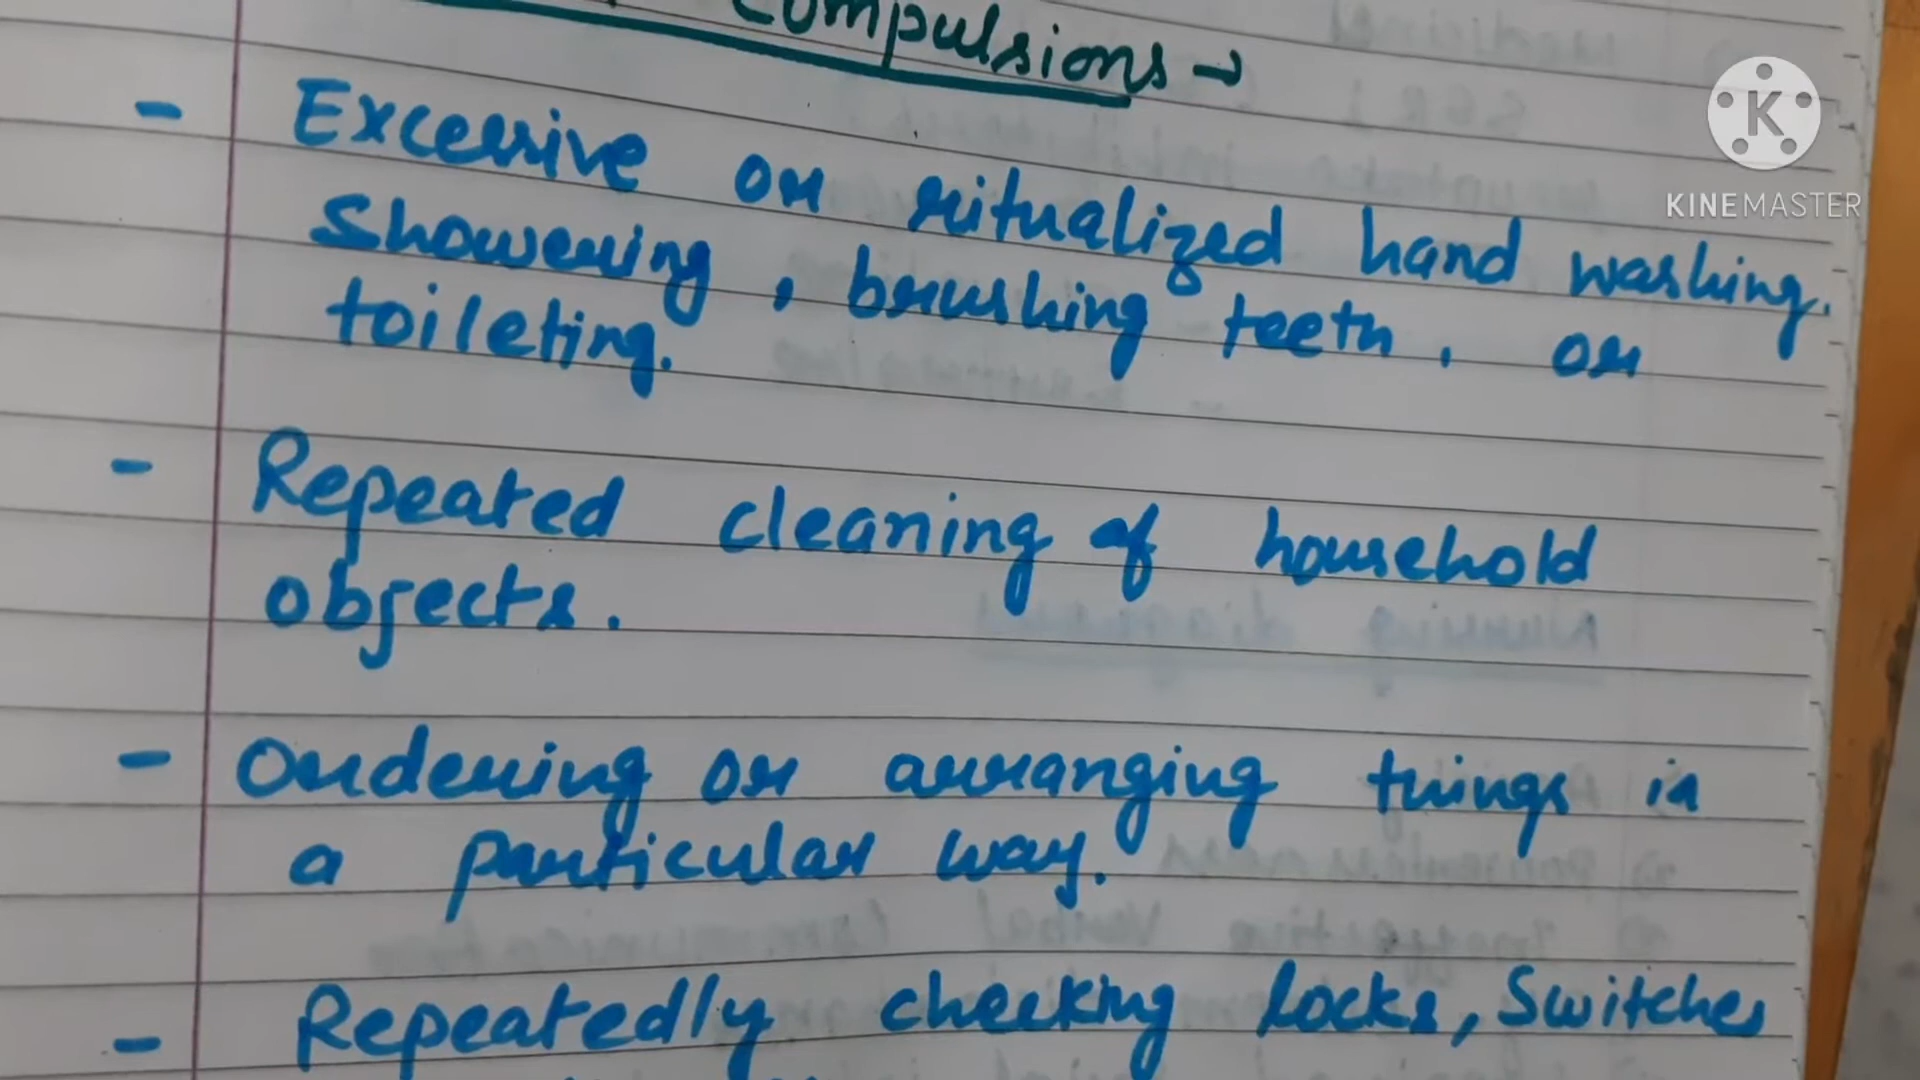 Compulsions →
- Excessive or ritualized hand washing.
showering, brushing teeth, or
toileting.
- Repeated cleaning of household
objects.
- Ordering or arranging things in
a particular way.
- Repeatedly checking locks, Switches
KINEMASTER